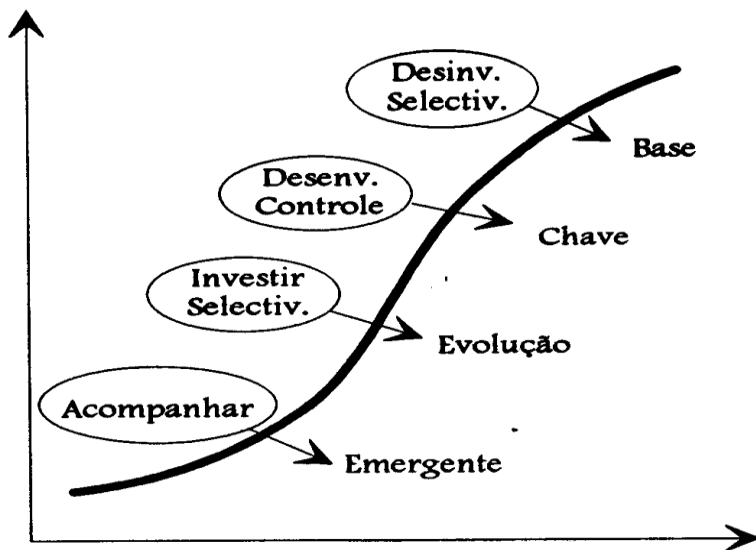 Desinv.
Selectiv.
Base
Desenv.
Controle
Chave
Investir
Selectiv.
Evolução
Acompanhar
Emergente